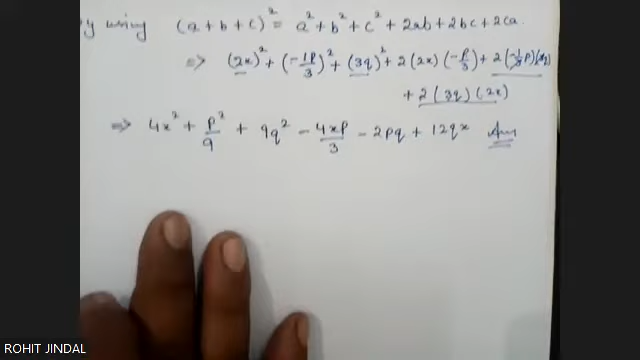 by using (a + b + c)² = a² + b² + c² + 2ab + 2bc + 2ca.
=> (2x)² + (-1p/3)² + (3q)² + 2(2x)(-p/3) + 2(-1/3p)(3q)
+ 2(3q)(2x)
=> 4x² + p²/9 + 9q² - 4xp/3 - 2pq + 12qx Ans
ROHIT JINDAL